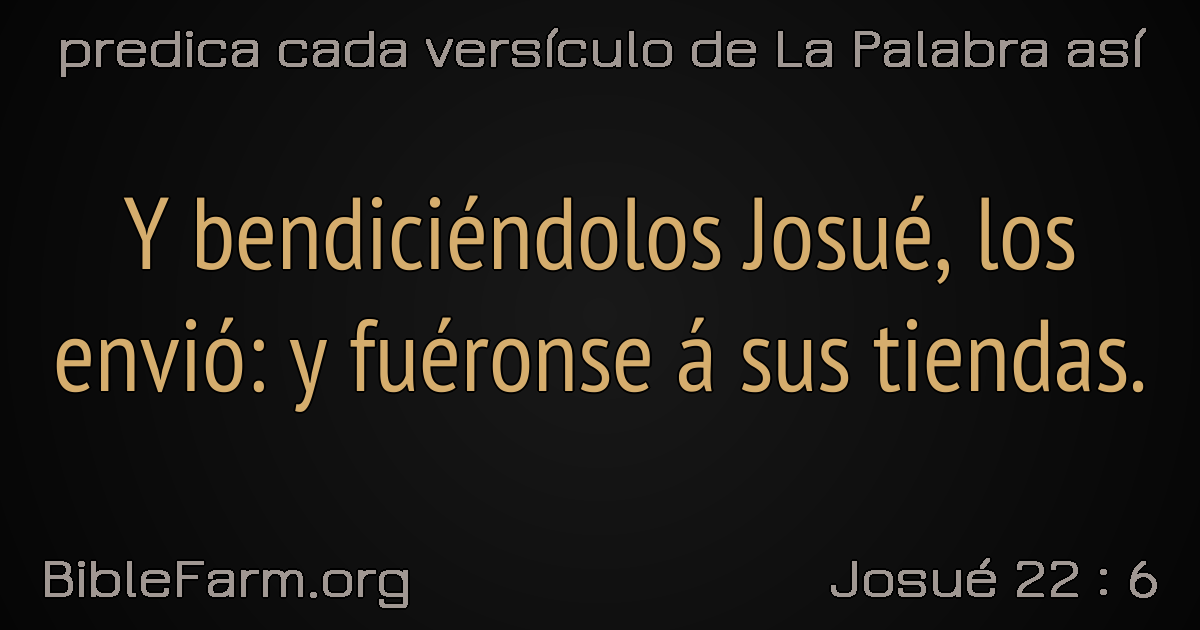 predica cada versículo de La Palabra así
Y bendiciéndolos Josué, los
envió: y fuéronse á sus tiendas.
BibleFarm.org
Josué 22 : 6